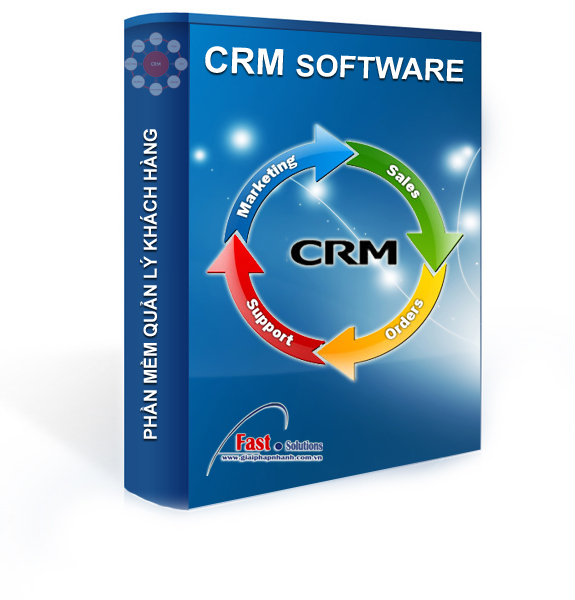 CRM SOFTWARE
Marketing
Sales
CRM
Support
Orders
Fast Solutions
www.giaiphapnhanh.com.vn
CRM
PHẦN MỀM QUẢN LÝ KHÁCH HÀNG